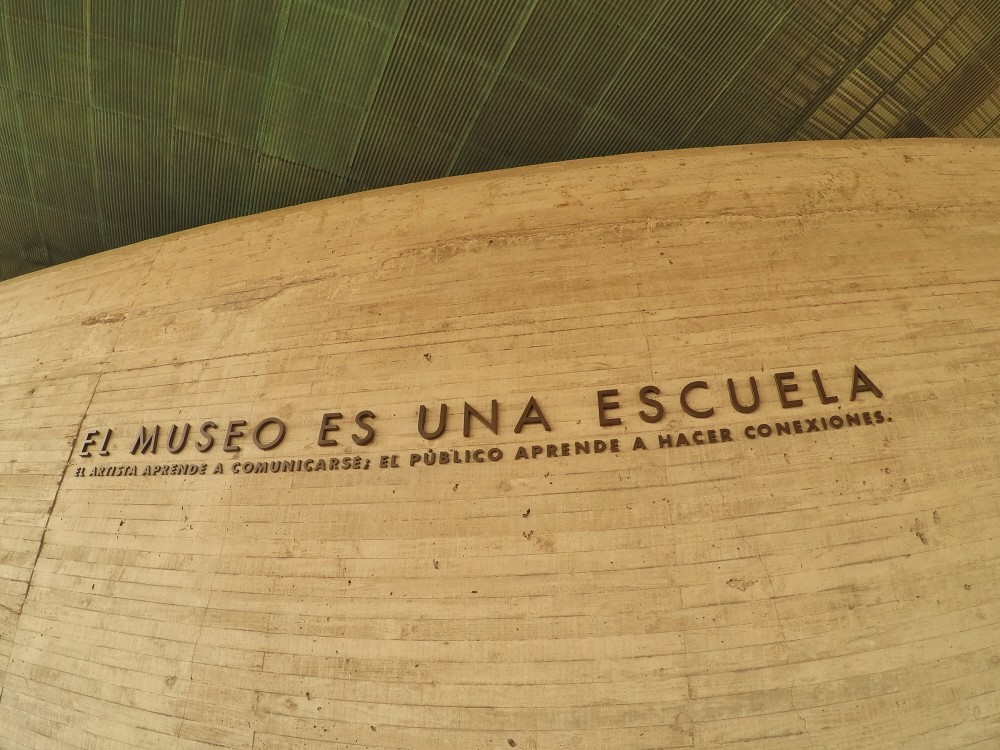 EL MUSEO ES UNA ESCUELA
EL ARTISTA APRENDE A COMUNICARSE; EL PÚBLICO APRENDE A HACER CONEXIONES.